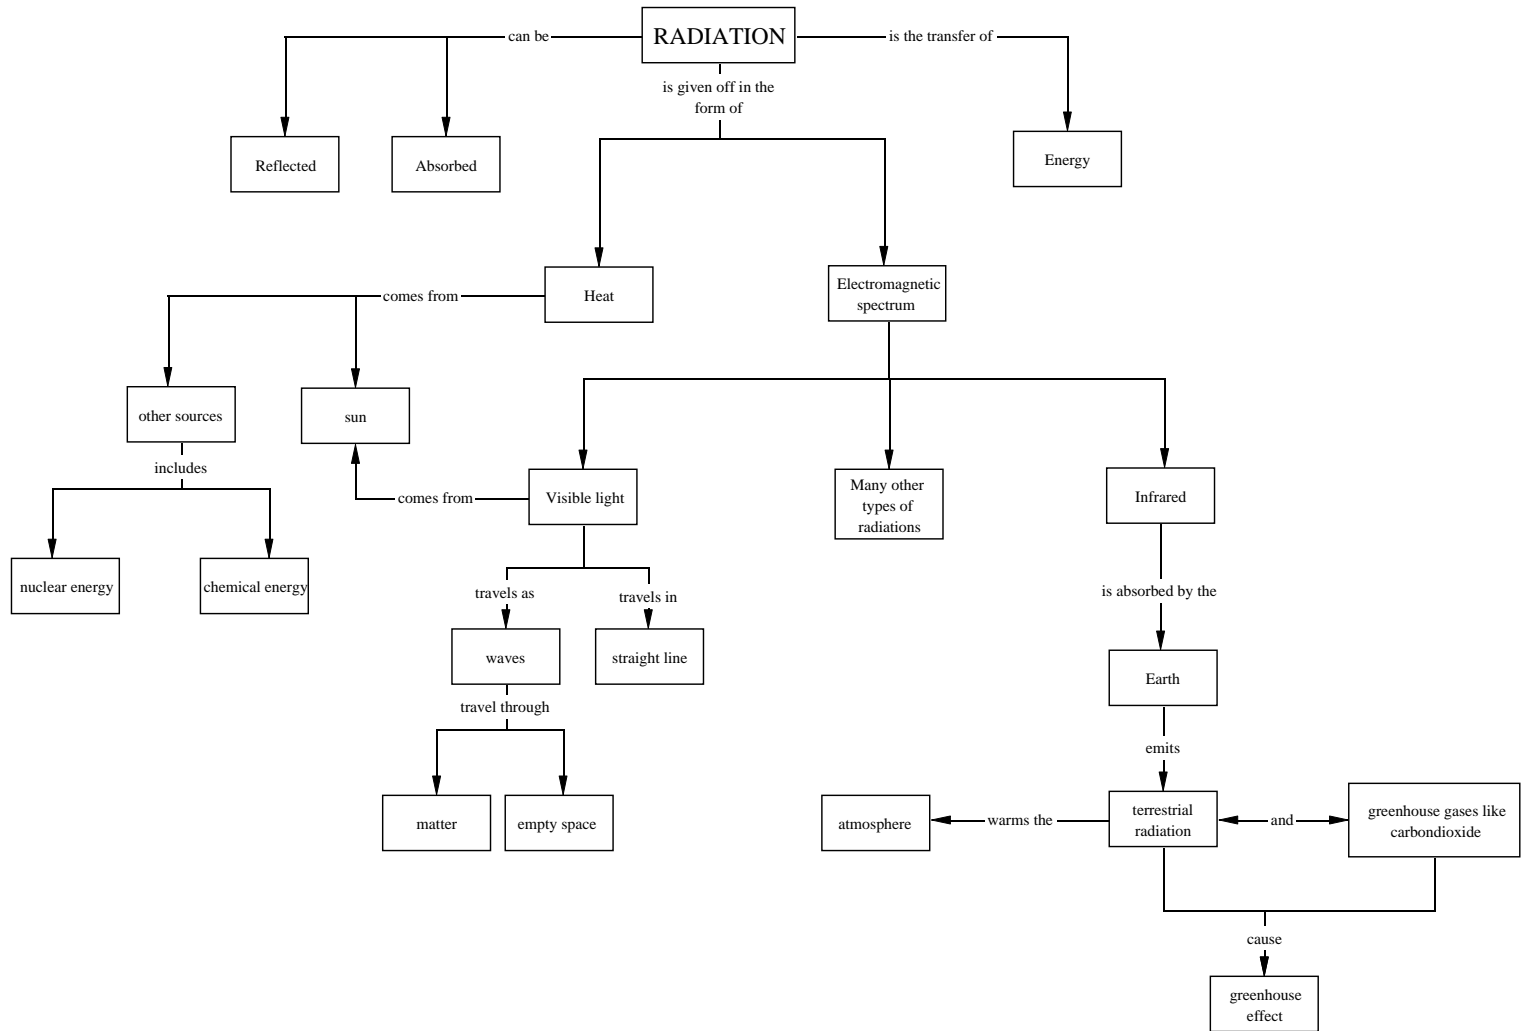 can be
RADIATION
is the transfer of
is given off in the
form of
Reflected
Absorbed
Energy
Heat
Electromagnetic
spectrum
comes from
other sources
sun
includes
comes from
Visible light
Many other
types of
radiations
Infrared
nuclear energy
chemical energy
travels as
travels in
is absorbed by the
waves
straight line
Earth
travel through
emits
matter
empty space
atmosphere
warms the
terrestrial
radiation
and
greenhouse gases like
carbondioxide
cause
greenhouse
effect